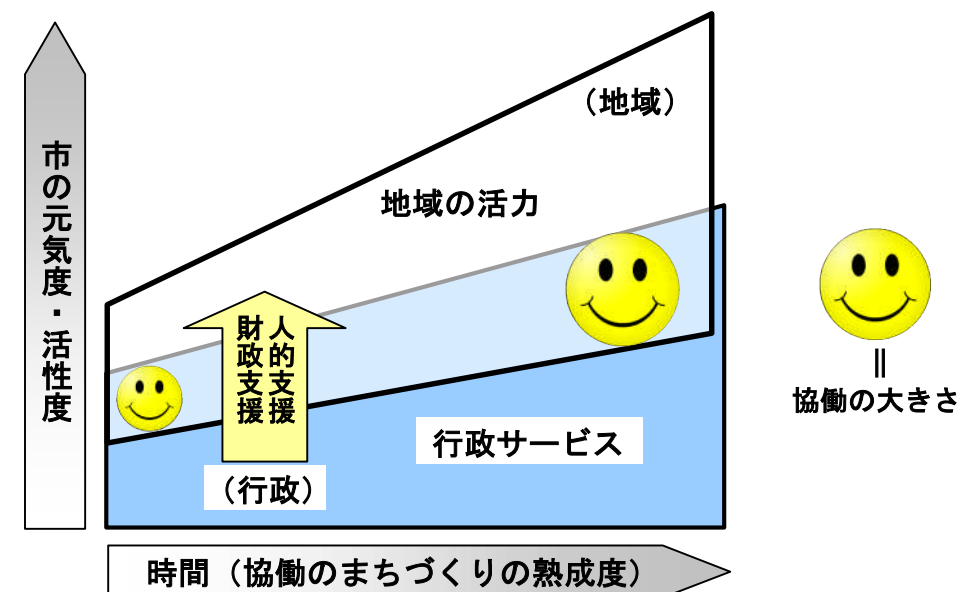 市の元気度・活性度
（地域）
地域の活力
人的支援
財政支援
行政サービス
（行政）
＝
協働の大きさ
時間（協働のまちづくりの熟成度）